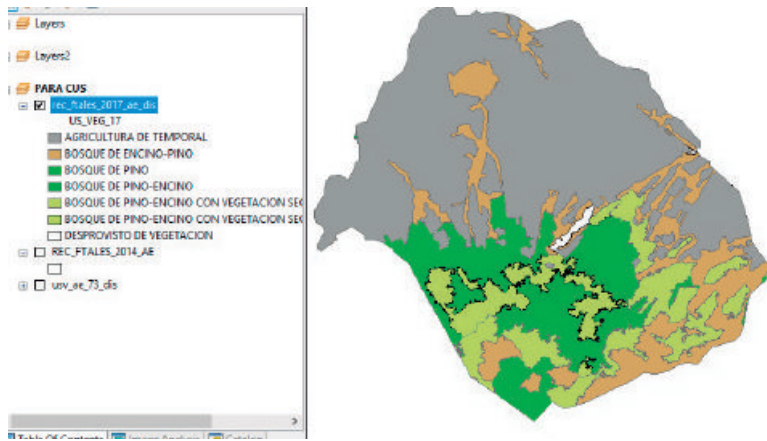 Layers
Layers2
PARA CUS
rec_ftales_2017_ae_dis
US_VEG_17
AGRICULTURA DE TEMPORAL
BOSQUE DE ENCINO-PINO
BOSQUE DE PINO
BOSQUE DE PINO-ENCINO
BOSQUE DE PINO-ENCINO CON VEGETACION SEC
BOSQUE DE PINO-ENCINO CON VEGETACION SEC
DESPROVISTO DE VEGETACION
REC_FTALES_2014_AE
usv_ae_73_dis
Table Of Contents Image Analysis Catalog